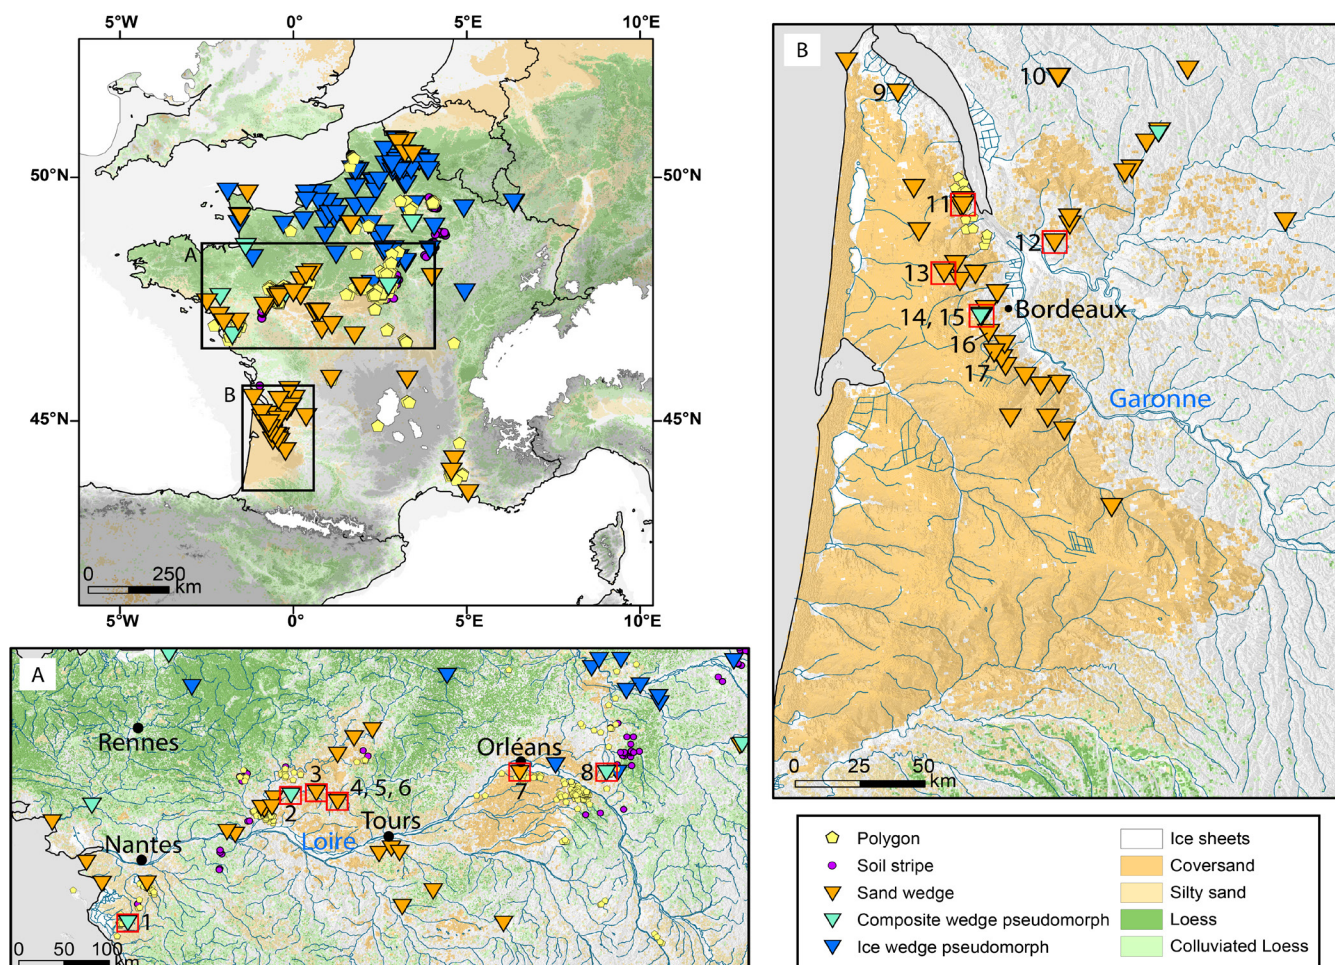 5°W 0° 5°E 10°E
50°N 50°N
A
B
45°N 45°N
0 250
km
5°W 0° 5°E 10°E
A
Rennes
Orléans
3
4, 5, 6
8
7
2
Tours
Loire
Nantes
1
0 50 100
km
B
10
9
11
12
13
Bordeaux
14, 15
16
17
Garonne
0 25 50
km
Polygon
Soil stripe
Sand wedge
Composite wedge pseudomorph
Ice wedge pseudomorph
Ice sheets
Coversand
Silty sand
Loess
Colluviated Loess